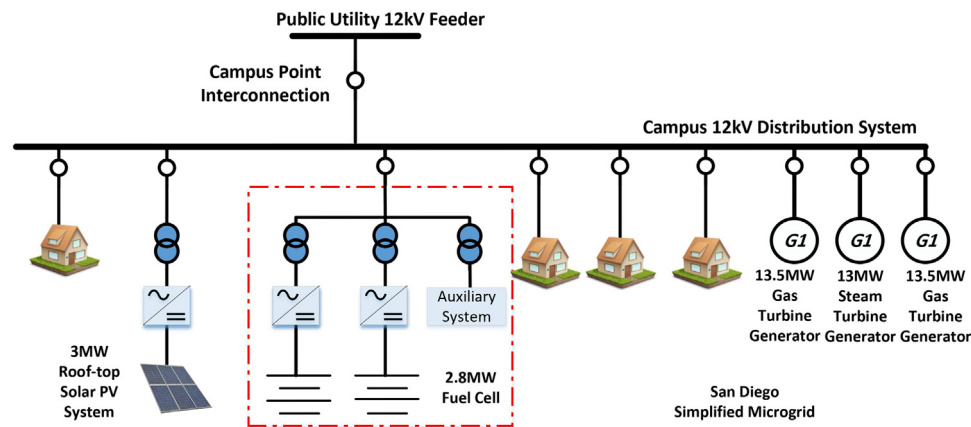 Public Utility 12kV Feeder
Campus Point
Interconnection
Campus 12kV Distribution System
G1
G1
G1
13.5MW
Gas
Turbine
Generator
13MW
Steam
Turbine
Generator
13.5MW
Gas
Turbine
Generator
Auxiliary
System
3MW
Roof-top
Solar PV
System
2.8MW
Fuel Cell
San Diego
Simplified Microgrid